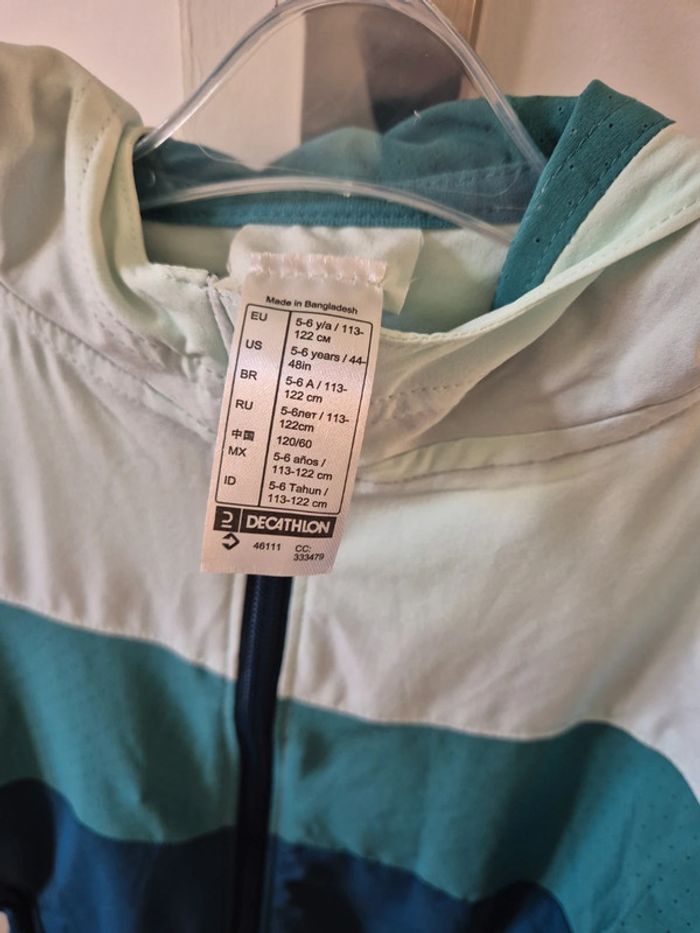 Made in Bangladesh
EU 5-6 y/a / 113-
122 см
US 5-6 years / 44-
48in
BR 5-6 A / 113-
122 cm
RU 5-6лет / 113-
122cm
中国 120/60
MX 5-6 años /
113-122 cm
ID 5-6 Tahun /
113-122 cm
DECATHLON
46111 CC:
333479